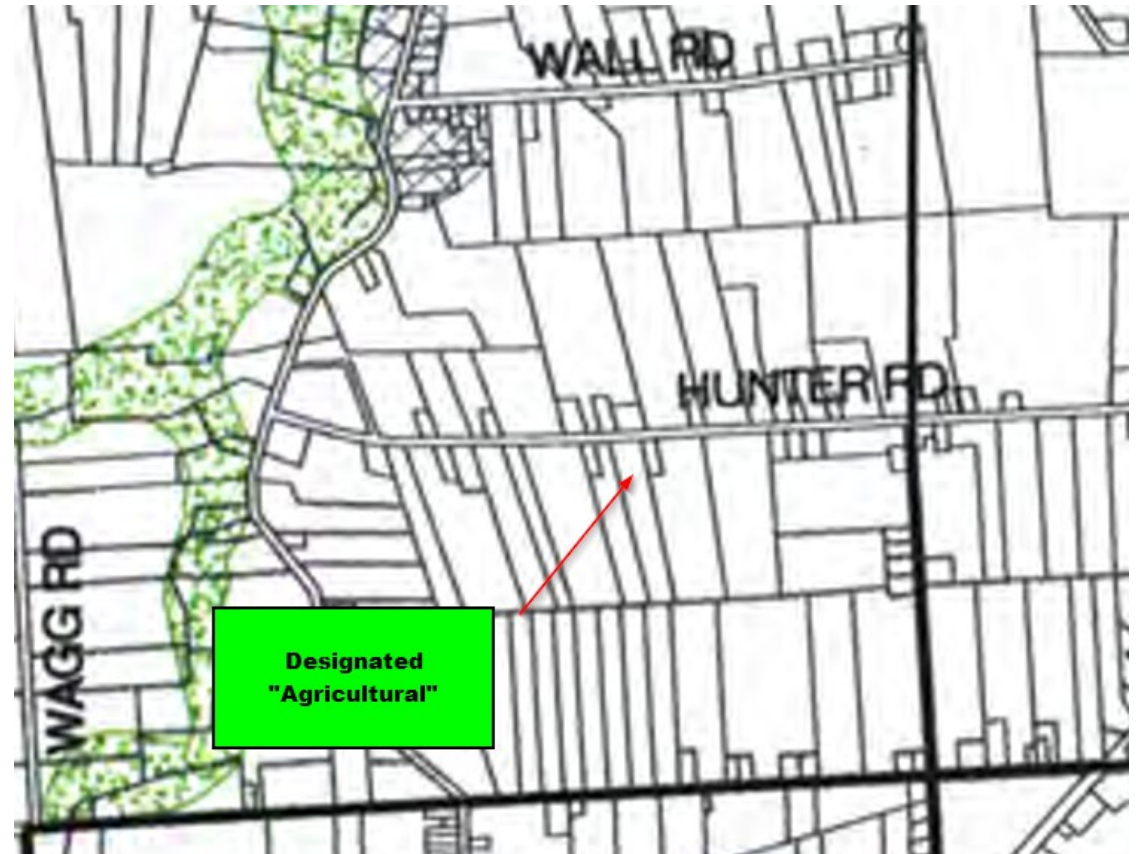 WALL RD
HUNTER RD
WAGG RD
Designated
"Agricultural"